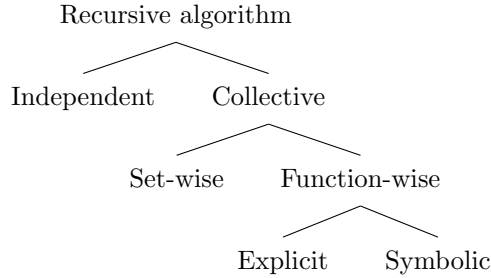 Recursive algorithm
Independent Collective
Set-wise Function-wise
Explicit Symbolic